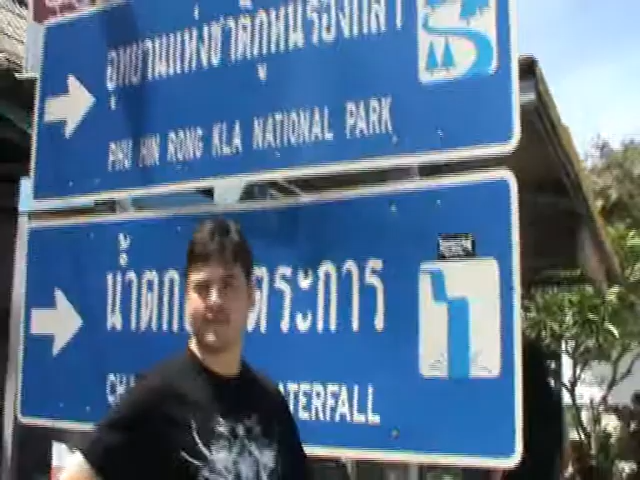 อุทยานแห่งชาติภูหินร่องกล้า
PHU HIN RONG KLA NATIONAL PARK
น้ำตก ตระการ
CHA ATERFALL